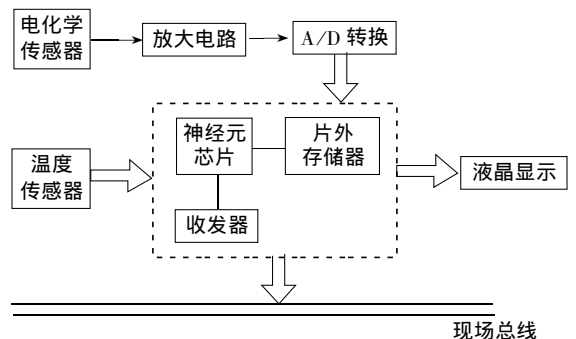 电化学
传感器
放大电路
A/D 转换
神经元
芯片
片外
存储器
温度
传感器
液晶显示
收发器
现场总线